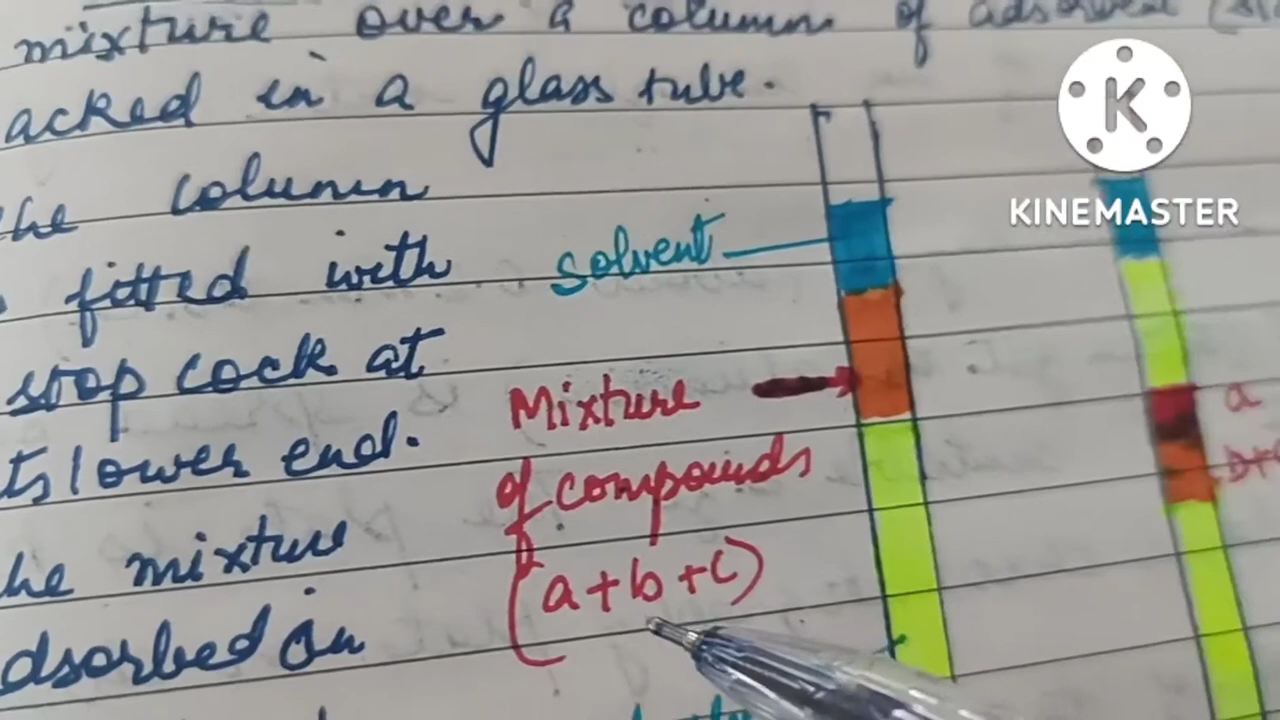 mixture over a column of
acked in a glass tube.
he column
fitted with
stop cock at
ts lower end.
he mixture
dsorbed on
solvent
Mixture
of compounds
(a+b+c)
a
K
KINEMASTER